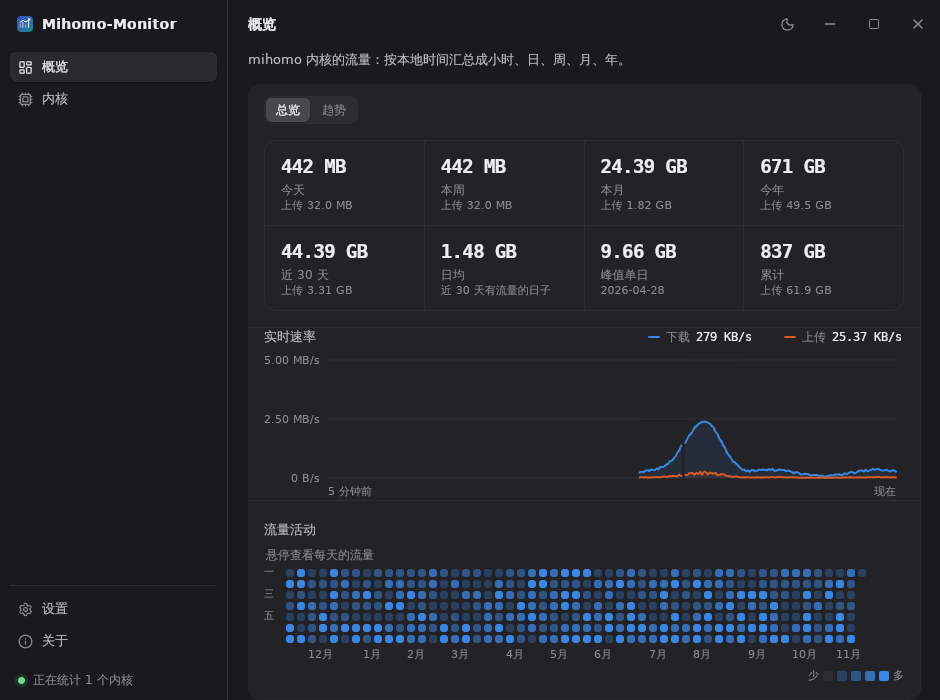 Mihomo-Monitor
概览
内核
设置
关于
正在统计 1 个内核
概览
mihomo 内核的流量：按本地时间汇总成小时、日、周、月、年。
总览 趋势
442 MB
今天
上传 32.0 MB
442 MB
本周
上传 32.0 MB
24.39 GB
本月
上传 1.82 GB
671 GB
今年
上传 49.5 GB
44.39 GB
近 30 天
上传 3.31 GB
1.48 GB
日均
近 30 天有流量的日子
9.66 GB
峰值单日
2026-04-28
837 GB
累计
上传 61.9 GB
实时速率
下载 279 KB/s 上传 25.37 KB/s
5.00 MB/s
2.50 MB/s
0 B/s
5 分钟前 现在
流量活动
悬停查看每天的流量
一
三
五
12月 1月 2月 3月 4月 5月 6月 7月 8月 9月 10月 11月
少 多